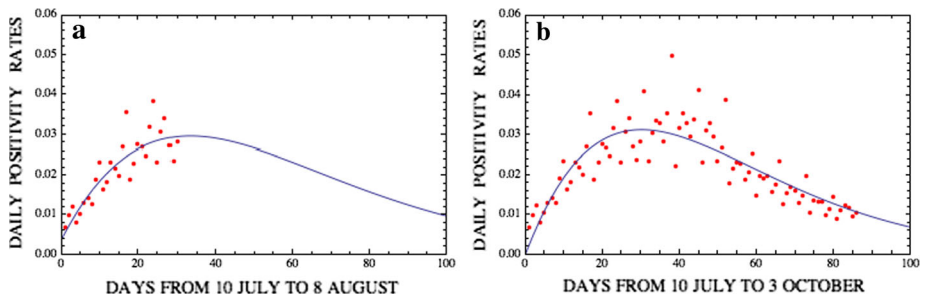 a
DAILY POSITIVITY RATES
0.06
0.05
0.04
0.03
0.02
0.01
0.00
0 20 40 60 80 100
DAYS FROM 10 JULY TO 8 AUGUST
b
DAILY POSITIVITY RATES
0.06
0.05
0.04
0.03
0.02
0.01
0.00
0 20 40 60 80 100
DAYS FROM 10 JULY TO 3 OCTOBER